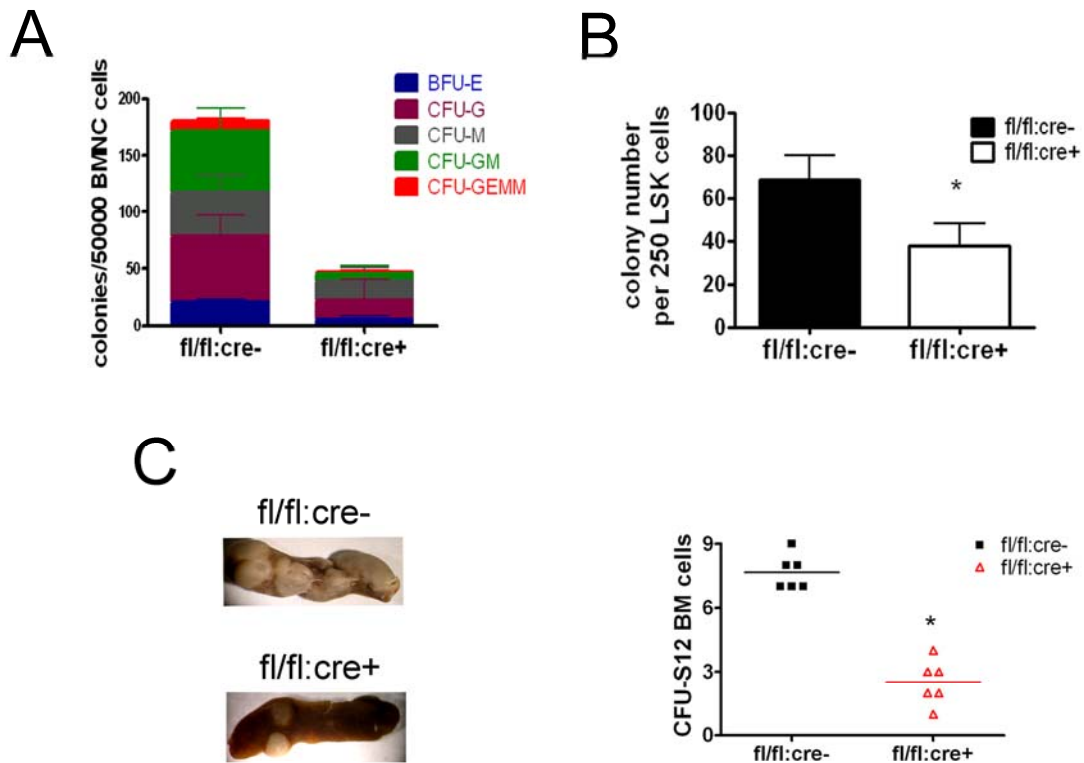 A
colonies/50000 BMNC cells
200
150
100
50
0
fl/fl:cre-
fl/fl:cre+
BFU-E
CFU-G
CFU-M
CFU-GM
CFU-GEMM
B
colony number
per 250 LSK cells
100
80
60
40
20
0
*
fl/fl:cre-
fl/fl:cre+
fl/fl:cre-
fl/fl:cre+
C
fl/fl:cre-
fl/fl:cre+
CFU-S12 BM cells
9
6
3
0
*
fl/fl:cre-
fl/fl:cre+
fl/fl:cre-
fl/fl:cre+